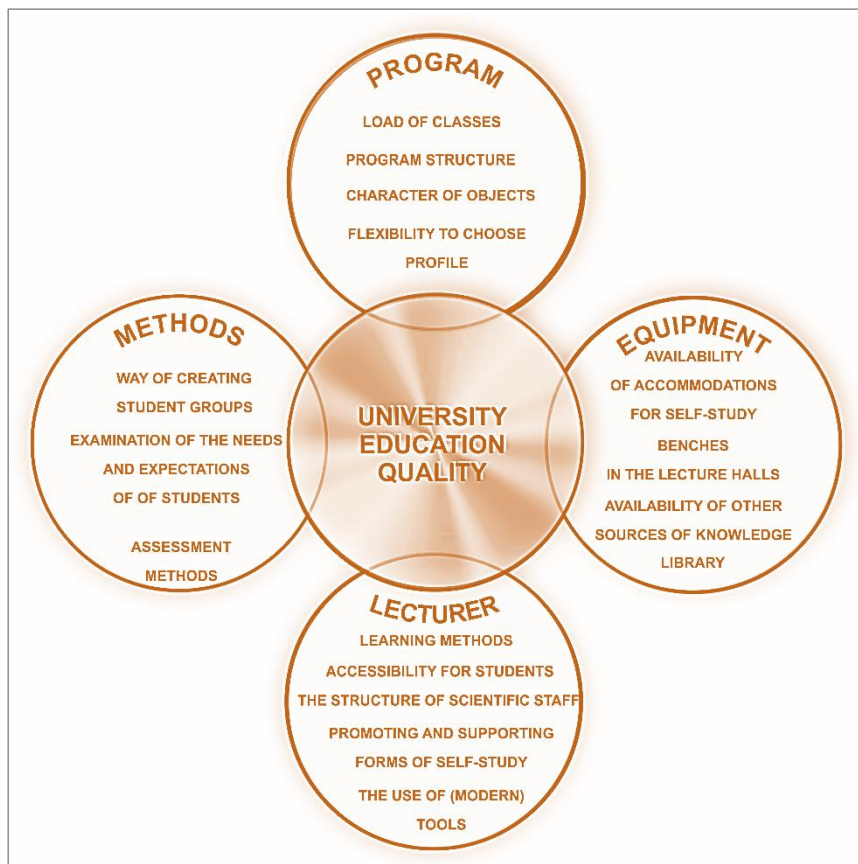 PROGRAM
LOAD OF CLASSES
PROGRAM STRUCTURE
CHARACTER OF OBJECTS
FLEXIBILITY TO CHOOSE
PROFILE
METHODS
WAY OF CREATING
STUDENT GROUPS
EXAMINATION OF THE NEEDS
AND EXPECTATIONS
OF OF STUDENTS
ASSESSMENT
METHODS
UNIVERSITY
EDUCATION
QUALITY
EQUIPMENT
AVAILABILITY
OF ACCOMMODATIONS
FOR SELF-STUDY
BENCHES
IN THE LECTURE HALLS
AVAILABILITY OF OTHER
SOURCES OF KNOWLEDGE
LIBRARY
LECTURER
LEARNING METHODS
ACCESSIBILITY FOR STUDENTS
THE STRUCTURE OF SCIENTIFIC STAFF
PROMOTING AND SUPPORTING
FORMS OF SELF-STUDY
THE USE OF (MODERN)
TOOLS